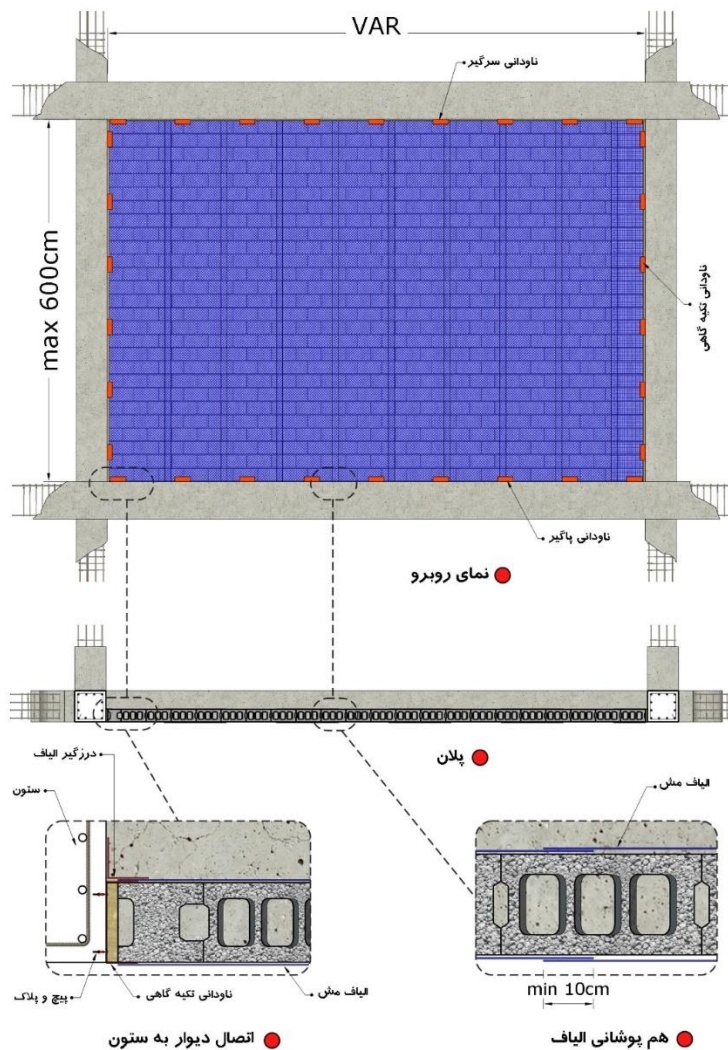 VAR
ناودانی سرگیر
max 600cm
ناودانی تکیه گاهی
ناودانی پاگیر
نمای روبرو
پلان
درزگیر الیاف
ستون
الیاف مش
پیچ و پلاک
ناودانی تکیه گاهی
الیاف مش
min 10cm
اتصال دیوار به ستون
هم پوشانی الیاف